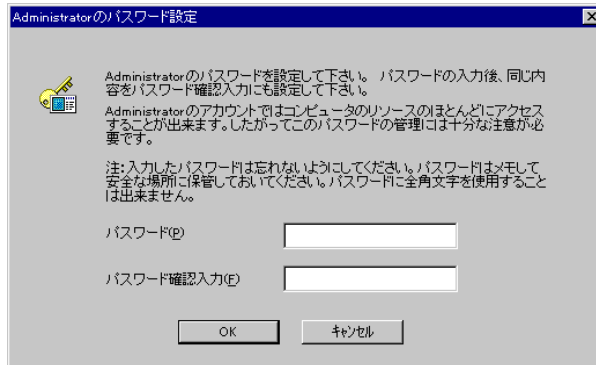 Administratorのパスワード設定
Administratorのパスワードを設定して下さい。 パスワードの入力後、同じ内
容をパスワード確認入力にも設定して下さい。
Administratorのアカウントではコンピュータのリソースのほとんどにアクセス
することが出来ます。したがってこのパスワードの管理には十分な注意が必
要です。
注:入力したパスワードは忘れないようにしてください。パスワードはメモして
安全な場所に保管しておいてください。パスワードに全角文字を使用すること
は出来ません。
パスワード(P)
パスワード確認入力(F)
OK キャンセル